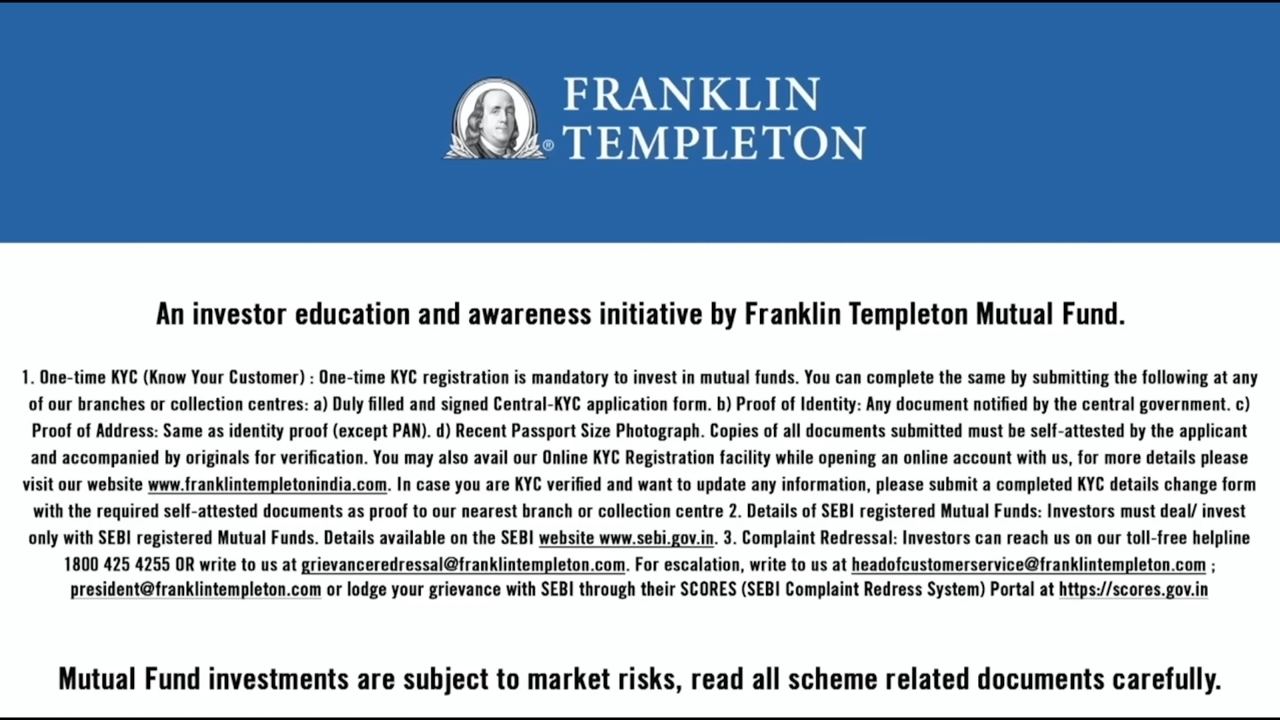 FRANKLIN
TEMPLETON
®
An investor education and awareness initiative by Franklin Templeton Mutual Fund.
1. One-time KYC (Know Your Customer) : One-time KYC registration is mandatory to invest in mutual funds. You can complete the same by submitting the following at any
of our branches or collection centres: a) Duly filled and signed Central-KYC application form. b) Proof of Identity: Any document notified by the central government. c)
Proof of Address: Same as identity proof (except PAN). d) Recent Passport Size Photograph. Copies of all documents submitted must be self-attested by the applicant
and accompanied by originals for verification. You may also avail our Online KYC Registration facility while opening an online account with us, for more details please
visit our website www.franklintempletonindia.com. In case you are KYC verified and want to update any information, please submit a completed KYC details change form
with the required self-attested documents as proof to our nearest branch or collection centre 2. Details of SEBI registered Mutual Funds: Investors must deal/ invest
only with SEBI registered Mutual Funds. Details available on the SEBI website www.sebi.gov.in. 3. Complaint Redressal: Investors can reach us on our toll-free helpline
1800 425 4255 OR write to us at grievanceredressal@franklintempleton.com. For escalation, write to us at headofcustomerservice@franklintempleton.com ;
president@franklintempleton.com or lodge your grievance with SEBI through their SCORES (SEBI Complaint Redress System) Portal at https://scores.gov.in
Mutual Fund investments are subject to market risks, read all scheme related documents carefully.